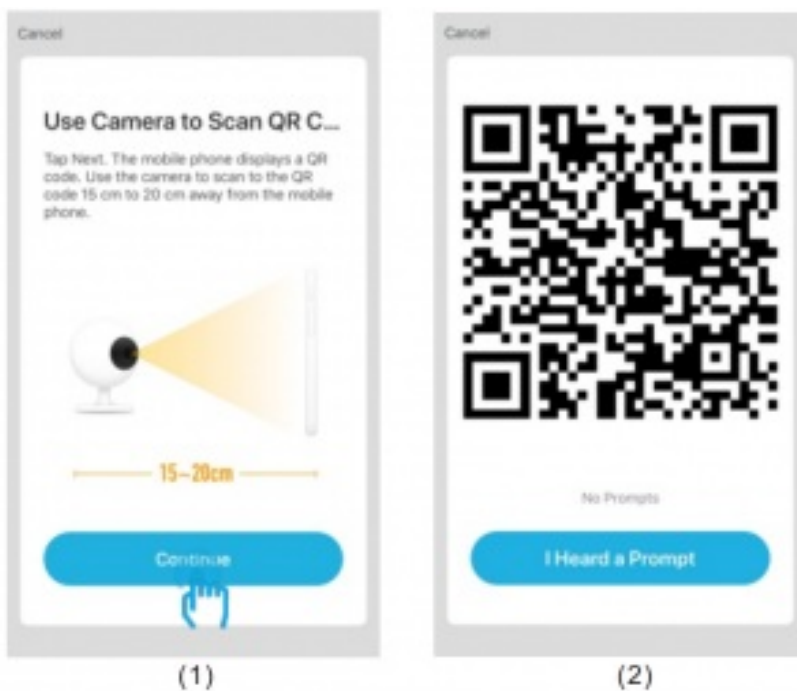 Cancel
Use Camera to Scan QR C...
Tap Next. The mobile phone displays a QR
code. Use the camera to scan to the QR
code 15 cm to 20 cm away from the mobile
phone.
15–20cm
Continue
(1)
Cancel
No Prompts
I Heard a Prompt
(2)